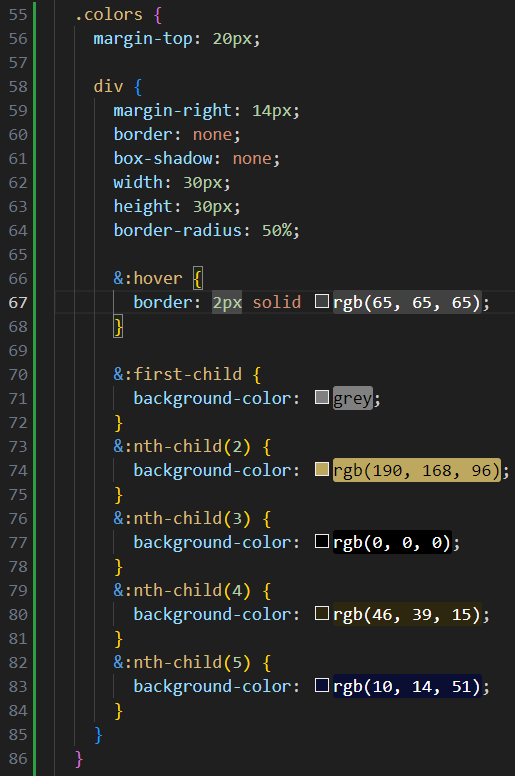 55 .colors {
56 margin-top: 20px;
57
58 div {
59 margin-right: 14px;
60 border: none;
61 box-shadow: none;
62 width: 30px;
63 height: 30px;
64 border-radius: 50%;
65
66 &:hover {
67 border: 2px solid rgb(65, 65, 65);
68 }
69
70 &:first-child {
71 background-color: grey;
72 }
73 &:nth-child(2) {
74 background-color: rgb(190, 168, 96);
75 }
76 &:nth-child(3) {
77 background-color: rgb(0, 0, 0);
78 }
79 &:nth-child(4) {
80 background-color: rgb(46, 39, 15);
81 }
82 &:nth-child(5) {
83 background-color: rgb(10, 14, 51);
84 }
85 }
86 }